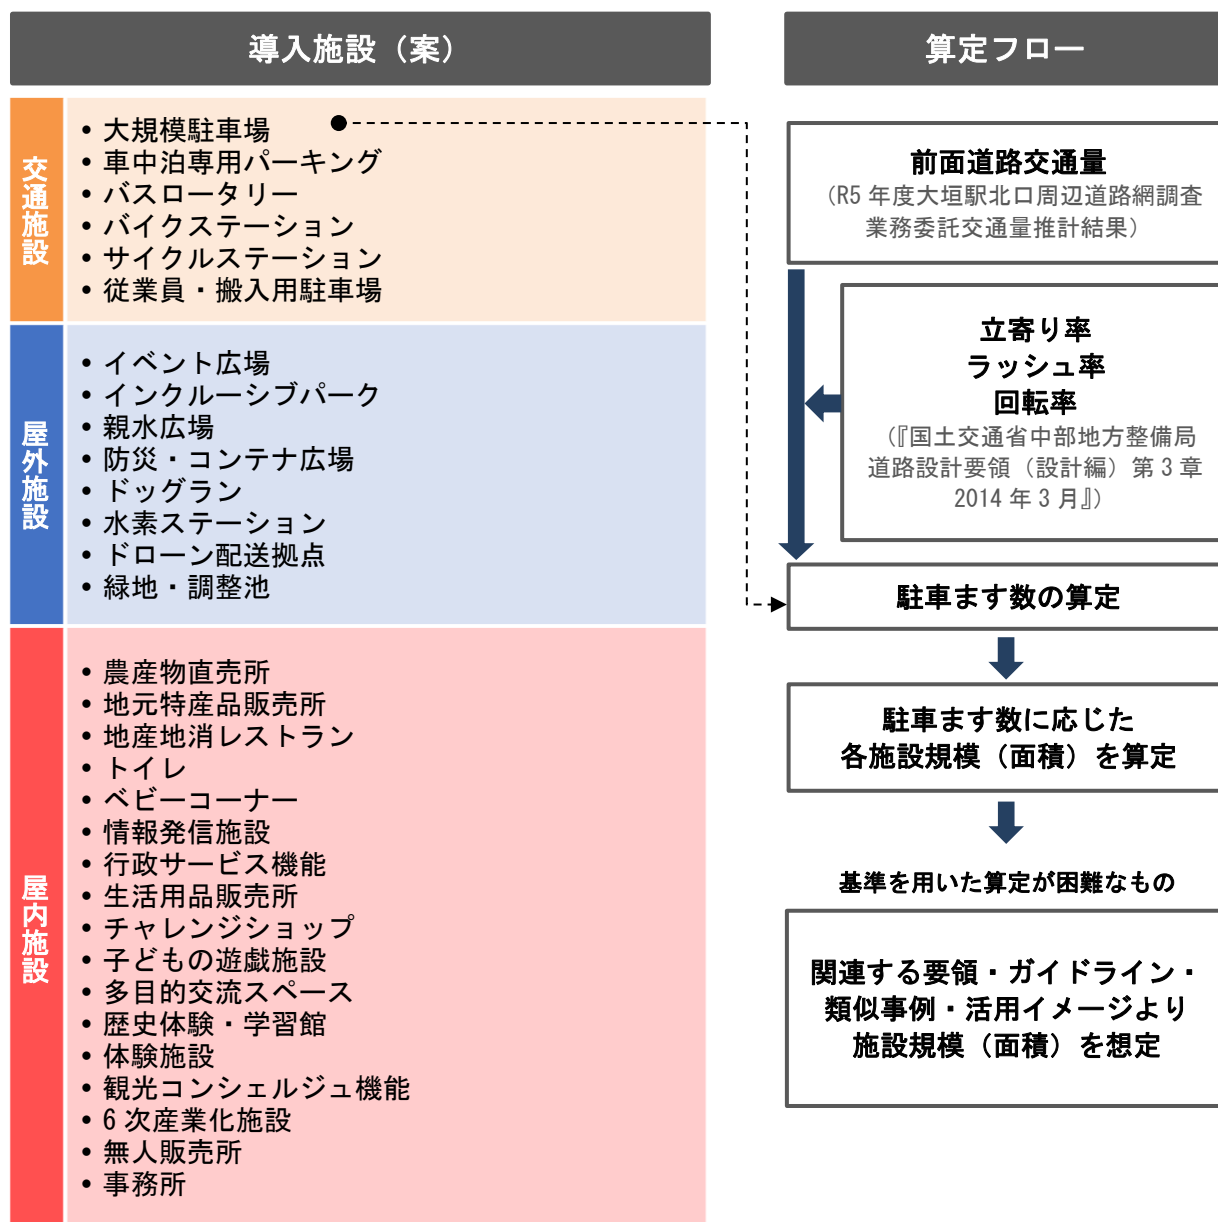 導入施設（案）
交通施設
• 大規模駐車場
• 車中泊専用パーキング
• バスロータリー
• バイクステーション
• サイクルステーション
• 従業員・搬入用駐車場
屋外施設
• イベント広場
• インクルーシブパーク
• 親水広場
• 防災・コンテナ広場
• ドッグラン
• 水素ステーション
• ドローン配送拠点
• 緑地・調整池
屋内施設
• 農産物直売所
• 地元特産品販売所
• 地産地消レストラン
• トイレ
• ベビーコーナー
• 情報発信施設
• 行政サービス機能
• 生活用品販売所
• チャレンジショップ
• 子どもの遊戯施設
• 多目的交流スペース
• 歴史体験・学習館
• 体験施設
• 観光コンシェルジュ機能
• 6 次産業化施設
• 無人販売所
• 事務所
算定フロー
前面道路交通量
（R5 年度大垣駅北口周辺道路網調査
業務委託交通量推計結果）
立寄り率
ラッシュ率
回転率
（『国土交通省中部地方整備局
道路設計要領（設計編）第 3 章
2014 年 3 月』）
駐車ます数の算定
駐車ます数に応じた
各施設規模（面積）を算定
基準を用いた算定が困難なもの
関連する要領・ガイドライン・
類似事例・活用イメージより
施設規模（面積）を想定